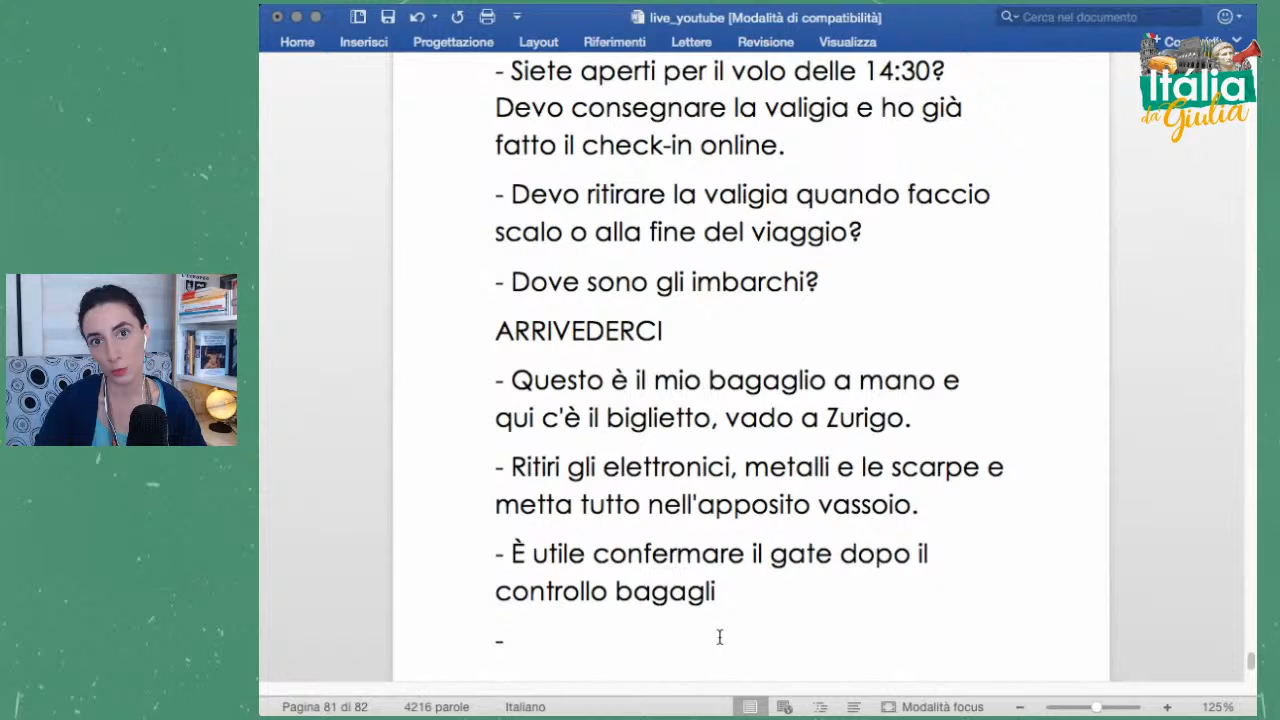 live_youtube [Modalità di compatibilità]
Cerca nel documento
Home Inserisci Progettazione Layout Riferimenti Lettere Revisione Visualizza
Itália
da Giulia
- Siete aperti per il volo delle 14:30?
Devo consegnare la valigia e ho già
fatto il check-in online.
- Devo ritirare la valigia quando faccio
scalo o alla fine del viaggio?
- Dove sono gli imbarchi?
ARRIVEDERCI
- Questo è il mio bagaglio a mano e
qui c'è il biglietto, vado a Zurigo.
- Ritiri gli elettronici, metalli e le scarpe e
metta tutto nell'apposito vassoio.
- È utile confermare il gate dopo il
controllo bagagli
-
Pagina 81 di 82 4216 parole Italiano Modalità focus 125%